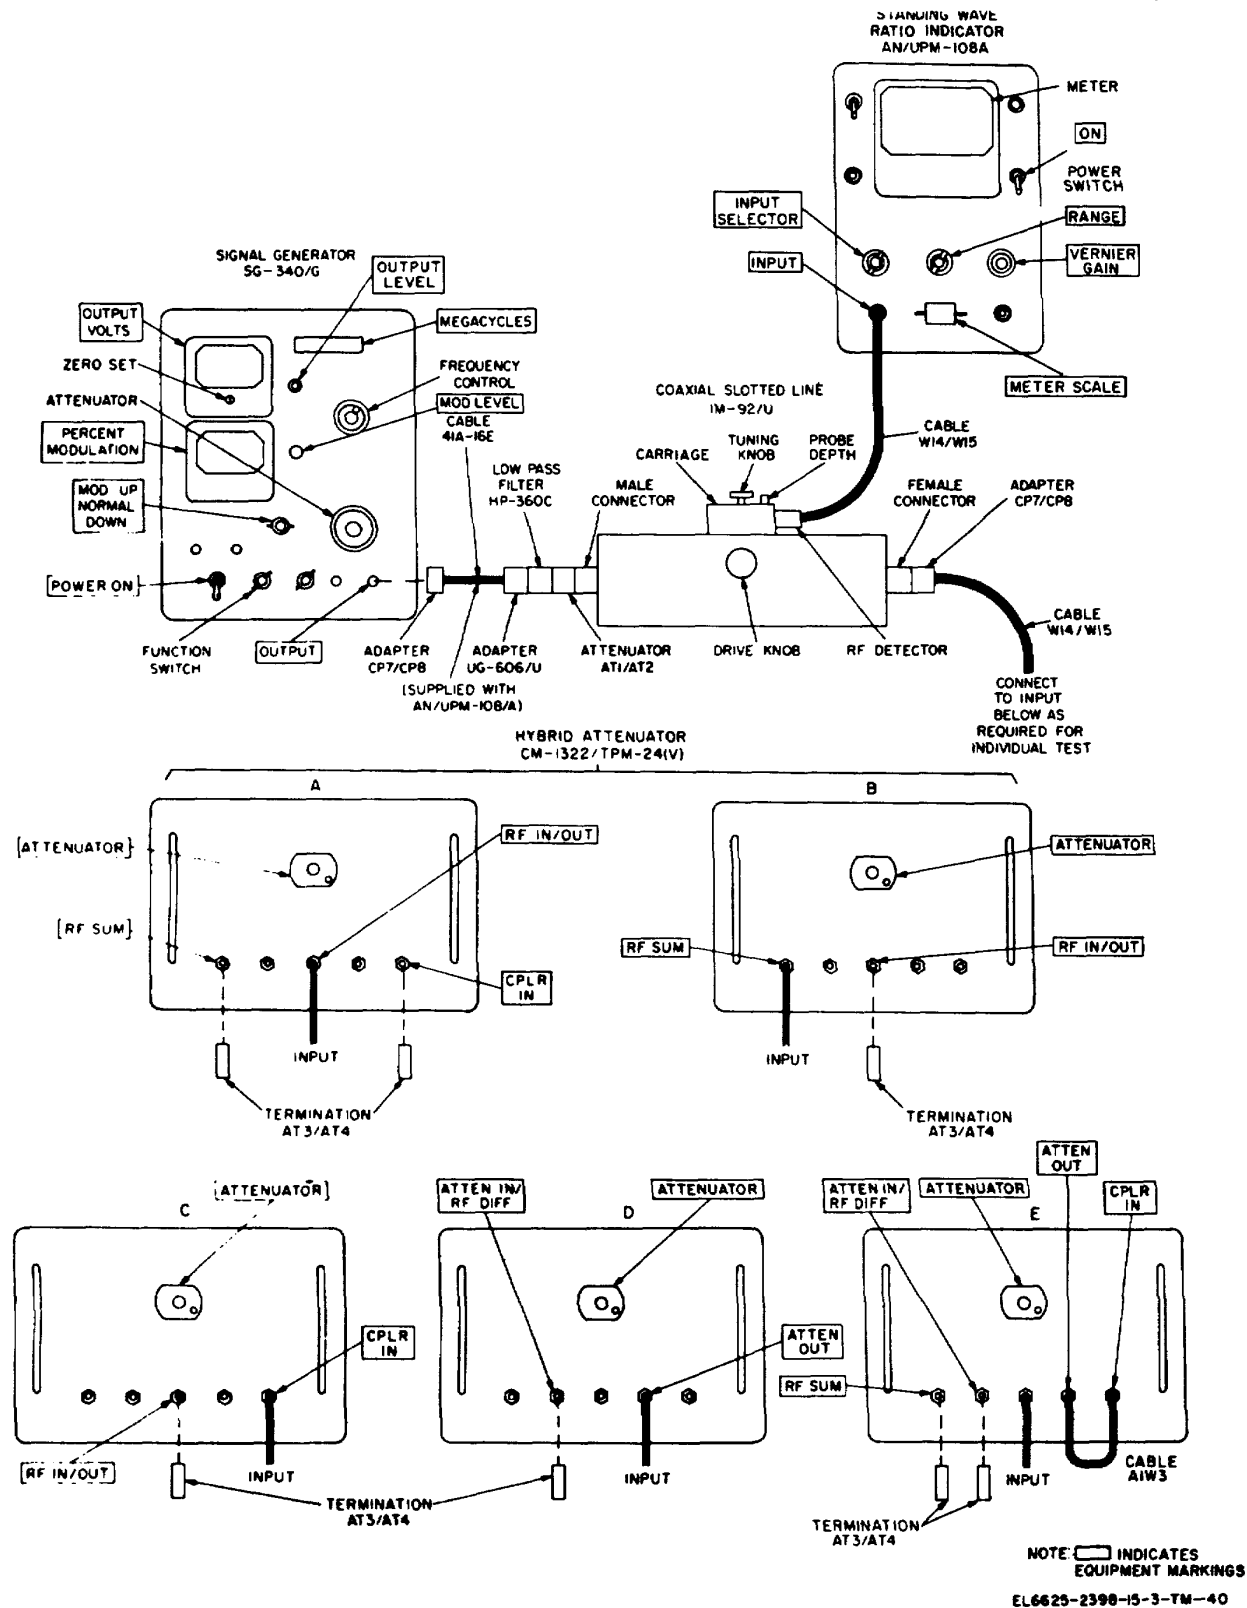 STANDING WAVE
RATIO INDICATOR
AN/UPM-108A
METER
ON
POWER
SWITCH
INPUT
SELECTOR
RANGE
INPUT
VERNIER
GAIN
METER SCALE
SIGNAL GENERATOR
SG-340/G
OUTPUT
LEVEL
OUTPUT
VOLTS
MEGACYCLES
ZERO SET
FREQUENCY
CONTROL
ATTENUATOR
MOD LEVEL
PERCENT
MODULATION
CABLE
41A-16E
MOD UP
NORMAL
DOWN
LOW PASS
FILTER
HP-360C
MALE
CONNECTOR
COAXIAL SLOTTED LINE
IM-92/U
CARRIAGE
TUNING
KNOB
PROBE
DEPTH
CABLE
W14/W15
FEMALE
CONNECTOR
ADAPTER
CP7/CP8
POWER ON
FUNCTION
SWITCH
OUTPUT
ADAPTER
CP7/CP8
ADAPTER
UG-606/U
ATTENUATOR
AT1/AT2
DRIVE KNOB
RF DETECTOR
CABLE
W14/W15
(SUPPLIED WITH
AN/UPM-108/A)
CONNECT
TO INPUT
BELOW AS
REQUIRED FOR
INDIVIDUAL TEST
HYBRID ATTENUATOR
CM-1322/TPM-24(V)
A
ATTENUATOR
RF IN/OUT
RF SUM
CPLR
IN
INPUT
TERMINATION
AT3/AT4
B
ATTENUATOR
RF SUM
RF IN/OUT
INPUT
TERMINATION
AT3/AT4
C
ATTENUATOR
CPLR
IN
RF IN/OUT
INPUT
TERMINATION
AT3/AT4
D
ATTEN IN/
RF DIFF
ATTENUATOR
ATTEN
OUT
INPUT
E
ATTEN IN/
RF DIFF
ATTENUATOR
ATTEN
OUT
CPLR
IN
RF SUM
INPUT
CABLE
A1W3
TERMINATION
AT3/AT4
NOTE: INDICATES
EQUIPMENT MARKINGS
EL6625-2398-15-3-TM-40